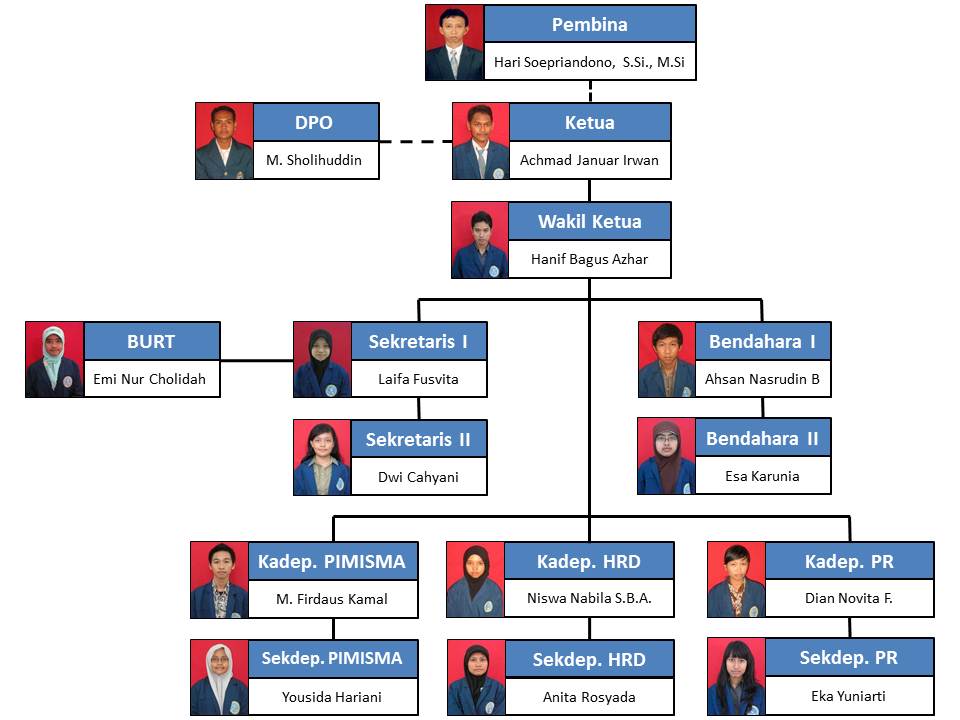 Pembina
Hari Soepriandono, S.Si., M.Si
DPO
M. Sholihuddin
Ketua
Achmad Januar Irwan
Wakil Ketua
Hanif Bagus Azhar
BURT
Emi Nur Cholidah
Sekretaris I
Laifa Fusvita
Bendahara I
Ahsan Nasrudin B
Sekretaris II
Dwi Cahyani
Bendahara II
Esa Karunia
Kadep. PIMISMA
M. Firdaus Kamal
Kadep. HRD
Niswa Nabila S.B.A.
Kadep. PR
Dian Novita F.
Sekdep. PIMISMA
Yousida Hariani
Sekdep. HRD
Anita Rosyada
Sekdep. PR
Eka Yuniarti